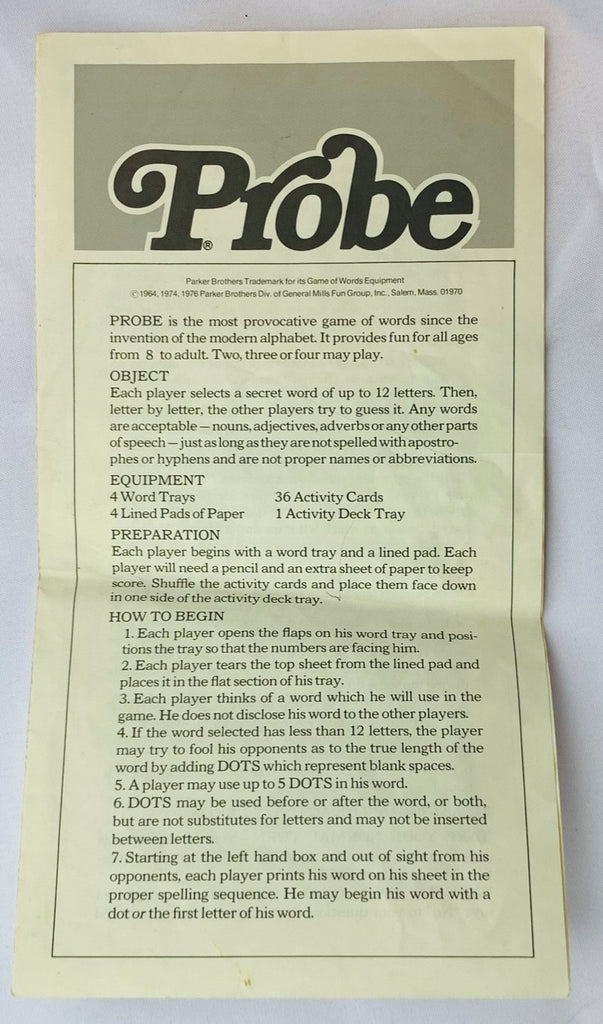 Probe
®
Parker Brothers Trademark for its Game of Words Equipment
© 1964, 1974, 1976 Parker Brothers Div. of General Mills Fun Group, Inc., Salem, Mass. 01970
PROBE is the most provocative game of words since the
invention of the modern alphabet. It provides fun for all ages
from 8 to adult. Two, three or four may play.
OBJECT
Each player selects a secret word of up to 12 letters. Then,
letter by letter, the other players try to guess it. Any words
are acceptable — nouns, adjectives, adverbs or any other parts
of speech — just as long as they are not spelled with apostro-
phes or hyphens and are not proper names or abbreviations.
EQUIPMENT
4 Word Trays 36 Activity Cards
4 Lined Pads of Paper 1 Activity Deck Tray
PREPARATION
Each player begins with a word tray and a lined pad. Each
player will need a pencil and an extra sheet of paper to keep
score. Shuffle the activity cards and place them face down
in one side of the activity deck tray.
HOW TO BEGIN
1. Each player opens the flaps on his word tray and posi-
tions the tray so that the numbers are facing him.
2. Each player tears the top sheet from the lined pad and
places it in the flat section of his tray.
3. Each player thinks of a word which he will use in the
game. He does not disclose his word to the other players.
4. If the word selected has less than 12 letters, the player
may try to fool his opponents as to the true length of the
word by adding DOTS which represent blank spaces.
5. A player may use up to 5 DOTS in his word.
6. DOTS may be used before or after the word, or both,
but are not substitutes for letters and may not be inserted
between letters.
7. Starting at the left hand box and out of sight from his
opponents, each player prints his word on his sheet in the
proper spelling sequence. He may begin his word with a
dot or the first letter of his word.